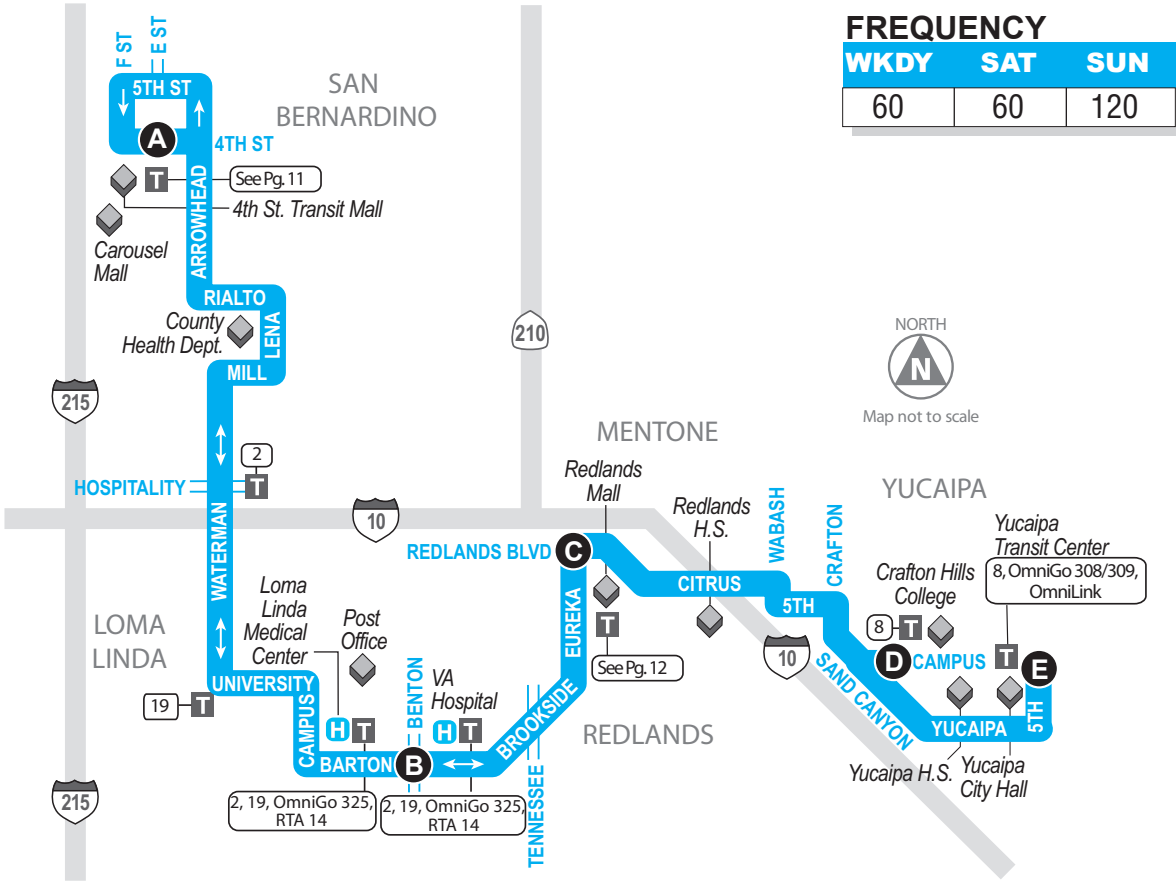 FREQUENCY
WKDY SAT SUN
60 60 120
F ST
E ST
5TH ST
SAN
BERNARDINO
A
4TH ST
T
See Pg. 11
4th St. Transit Mall
ARROWHEAD
Carousel
Mall
RIALTO
County
Health Dept.
LENA
MILL
210
215
NORTH
N
Map not to scale
MENTONE
2
HOSPITALITY
T
10
WATERMAN
Redlands
Mall
Redlands
H.S.
WABASH
CRAFTON
YUCAIPA
Yucaipa
Transit Center
8, OmniGo 308/309,
OmniLink
REDLANDS BLVD
C
CITRUS
5TH
Crafton Hills
College
8
T
LOMA
LINDA
Loma
Linda
Medical
Center
Post
Office
EUREKA
T
See Pg. 12
10
SAND CANYON
D
CAMPUS
T
E
5TH
UNIVERSITY
19
T
CAMPUS
H
T
BENTON
VA
Hospital
H
T
BROOKSIDE
REDLANDS
YUCAIPA
BARTON
B
TENNESSEE
Yucaipa H.S.
Yucaipa
City Hall
215
2, 19, OmniGo 325,
RTA 14
2, 19, OmniGo 325,
RTA 14